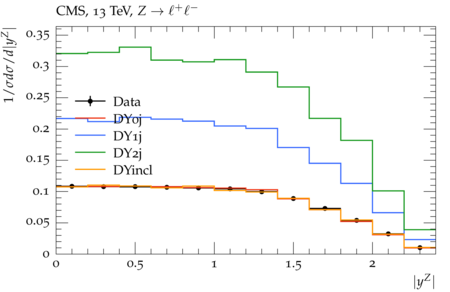 CMS, 13 TeV, Z → ℓ⁺ℓ⁻
1/σdσ/d|y^Z|
0.35
0.3
0.25
0.2
0.15
0.1
0.05
0
Data
DY0j
DY1j
DY2j
DYincl
0 0.5 1 1.5 2
|y^Z|